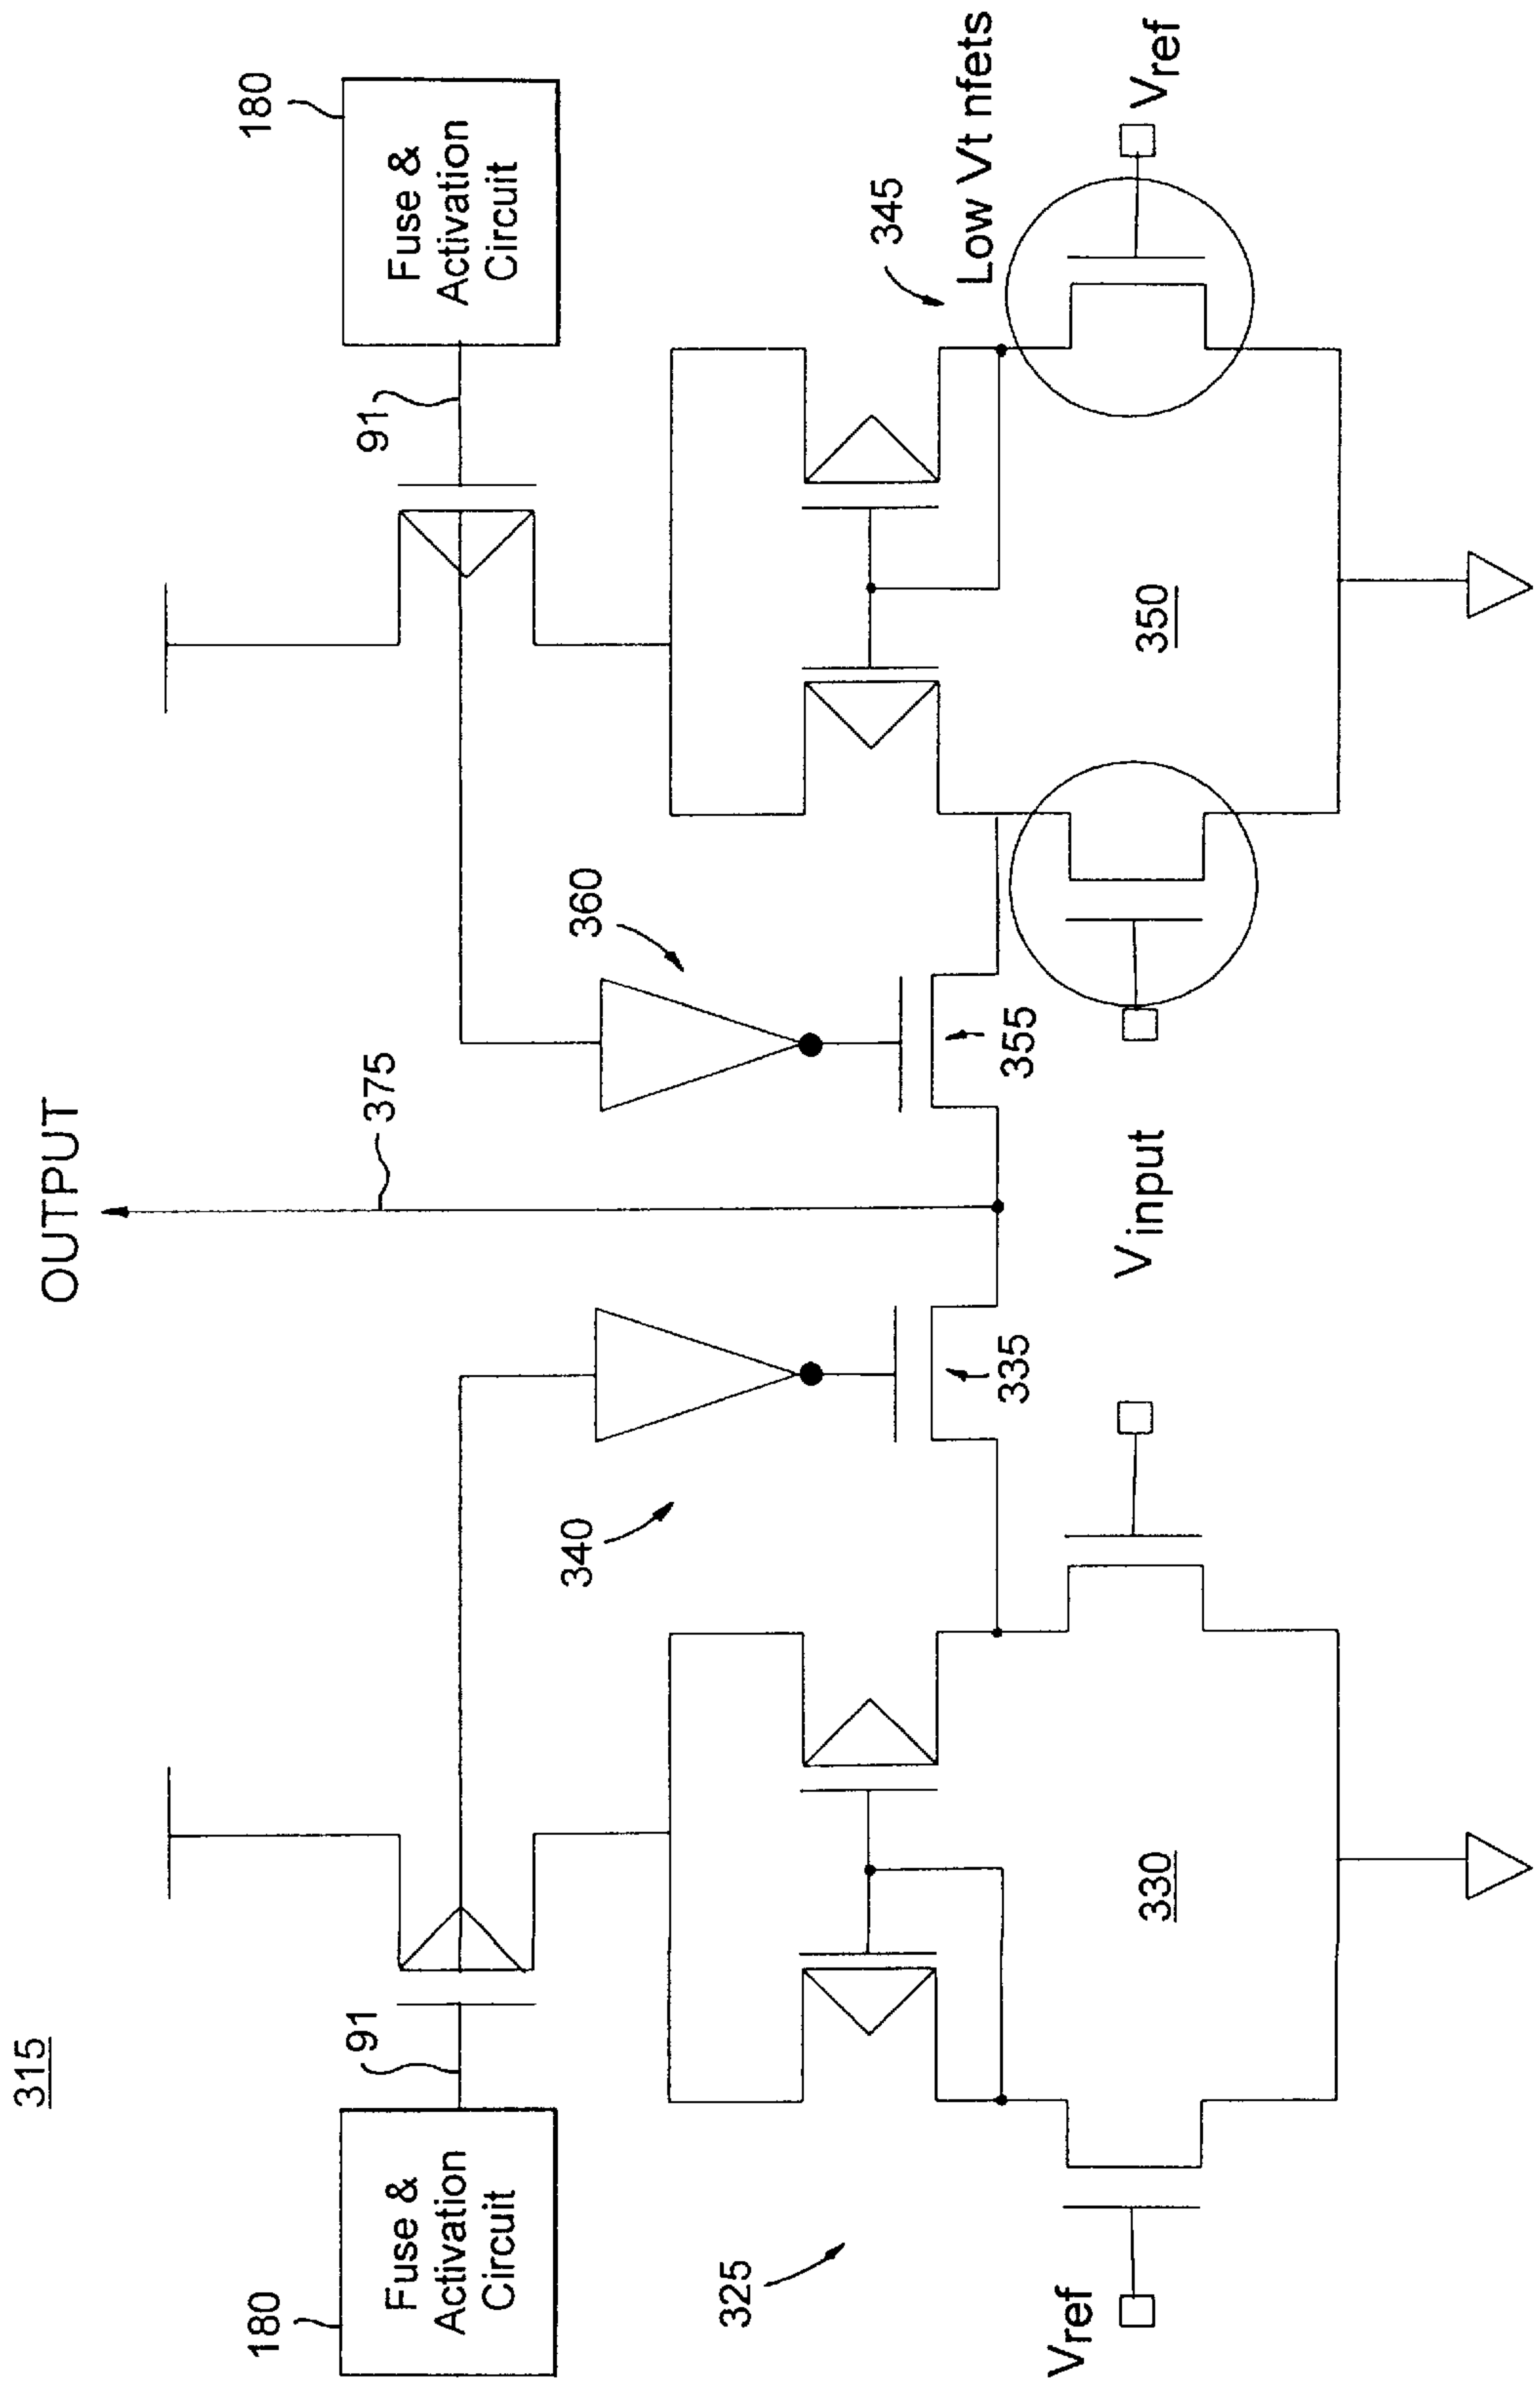 315
OUTPUT
375
180
Fuse &
Activation
Circuit
91
340
360
91
180
Fuse &
Activation
Circuit
325
335
355
345
Low Vt nfets
Vref
330
Vinput
350
Vref